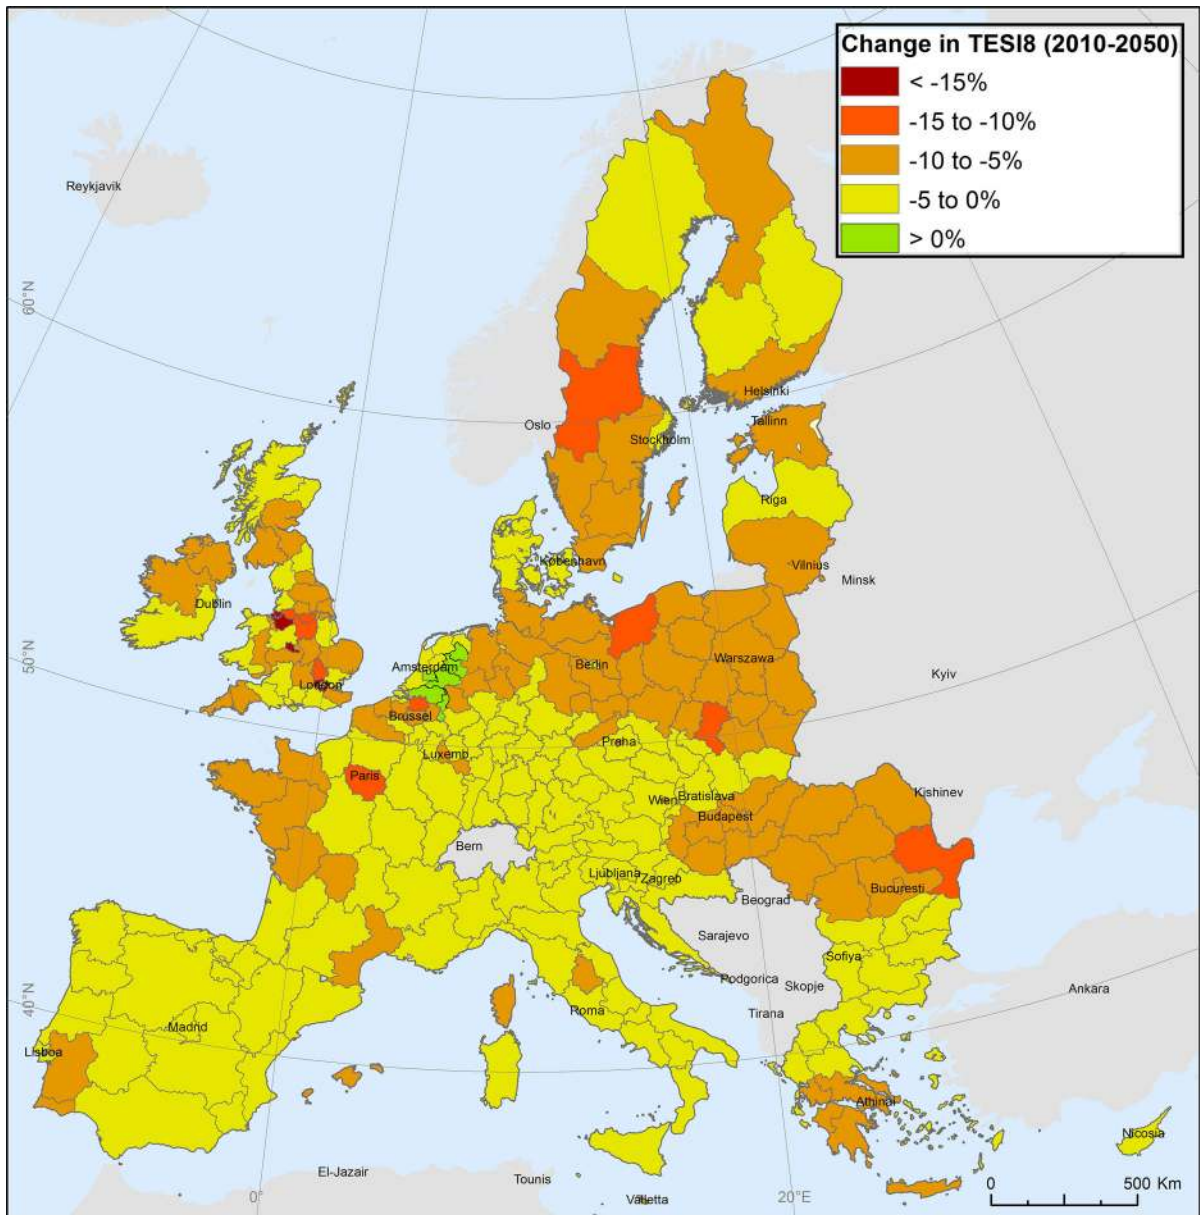 Change in TESI8 (2010-2050)
< -15%
-15 to -10%
-10 to -5%
-5 to 0%
> 0%
Reykjavik
60°N
Helsinki
Oslo
Tallinn
Stockholm
Riga
København
Vilnius
Minsk
Dublin
50°N
Amsterdam
Berlin
Warszawa
London
Kyiv
Brussel
Praha
Luxemb.
Paris
Kishinev
Wien
Bratislava
Budapest
Bern
Ljubljana
Zagreb
Bucuresti
Beograd
Sarajevo
Sofiya
Podgorica
Skopje
Ankara
40°N
Roma
Tirana
Madrid
Lisboa
Athinai
Nicosia
El-Jazair
Tounis
0 500 Km
0°
Valletta
20°E